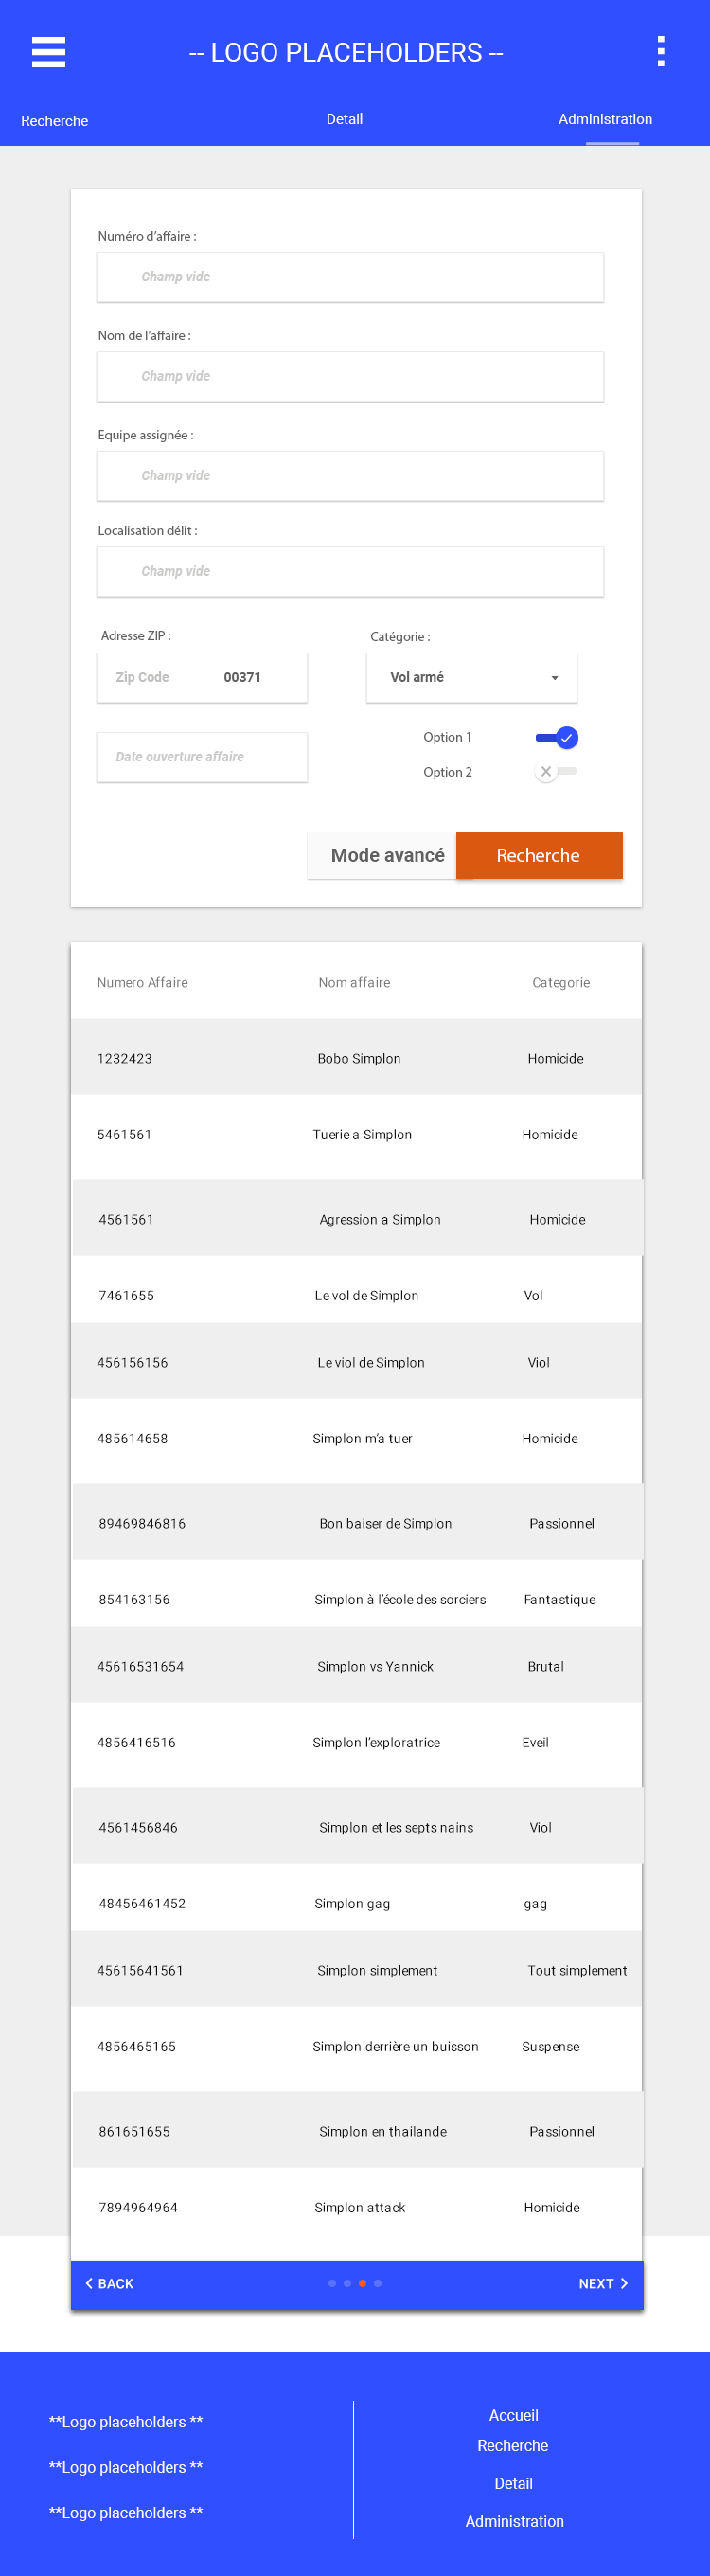 -- LOGO PLACEHOLDERS --
Recherche Detail Administration
Numéro d'affaire :
Champ vide
Nom de l'affaire :
Champ vide
Equipe assignée :
Champ vide
Localisation délit :
Champ vide
Adresse ZIP : Catégorie :
Zip Code 00371 Vol armé
Date ouverture affaire Option 1
Option 2
Mode avancé Recherche
Numero Affaire Nom affaire Categorie
1232423 Bobo Simplon Homicide
5461561 Tuerie a Simplon Homicide
4561561 Agression a Simplon Homicide
7461655 Le vol de Simplon Vol
456156156 Le viol de Simplon Viol
485614658 Simplon m'a tuer Homicide
89469846816 Bon baiser de Simplon Passionnel
854163156 Simplon à l'école des sorciers Fantastique
45616531654 Simplon vs Yannick Brutal
4856416516 Simplon l'exploratrice Eveil
4561456846 Simplon et les septs nains Viol
48456461452 Simplon gag gag
45615641561 Simplon simplement Tout simplement
4856465165 Simplon derrière un buisson Suspense
861651655 Simplon en thailande Passionnel
7894964964 Simplon attack Homicide
BACK NEXT
**Logo placeholders **
**Logo placeholders **
**Logo placeholders **
Accueil
Recherche
Detail
Administration